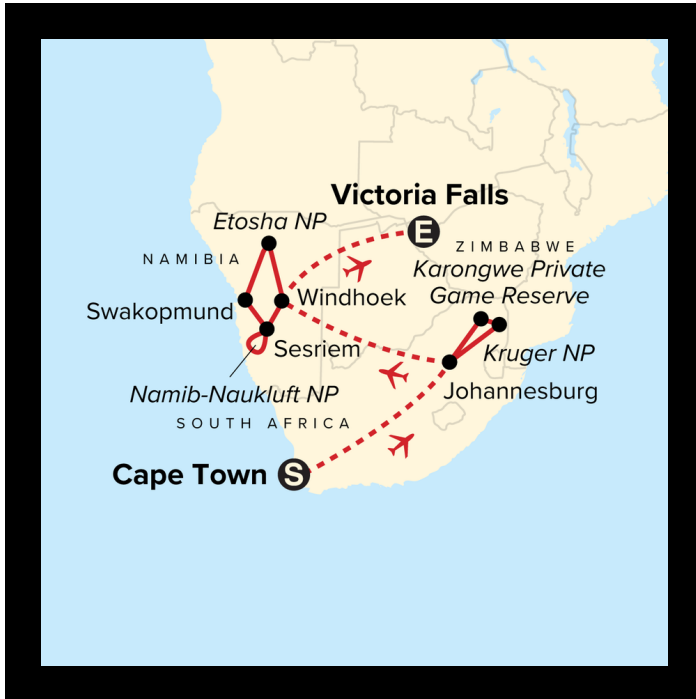 Victoria Falls
Etosha NP
E
ZIMBABWE
NAMIBIA
Karongwe Private
Game Reserve
Swakopmund
Windhoek
Sesriem
Kruger NP
Namib-Naukluft NP
Johannesburg
SOUTH AFRICA
Cape Town
S